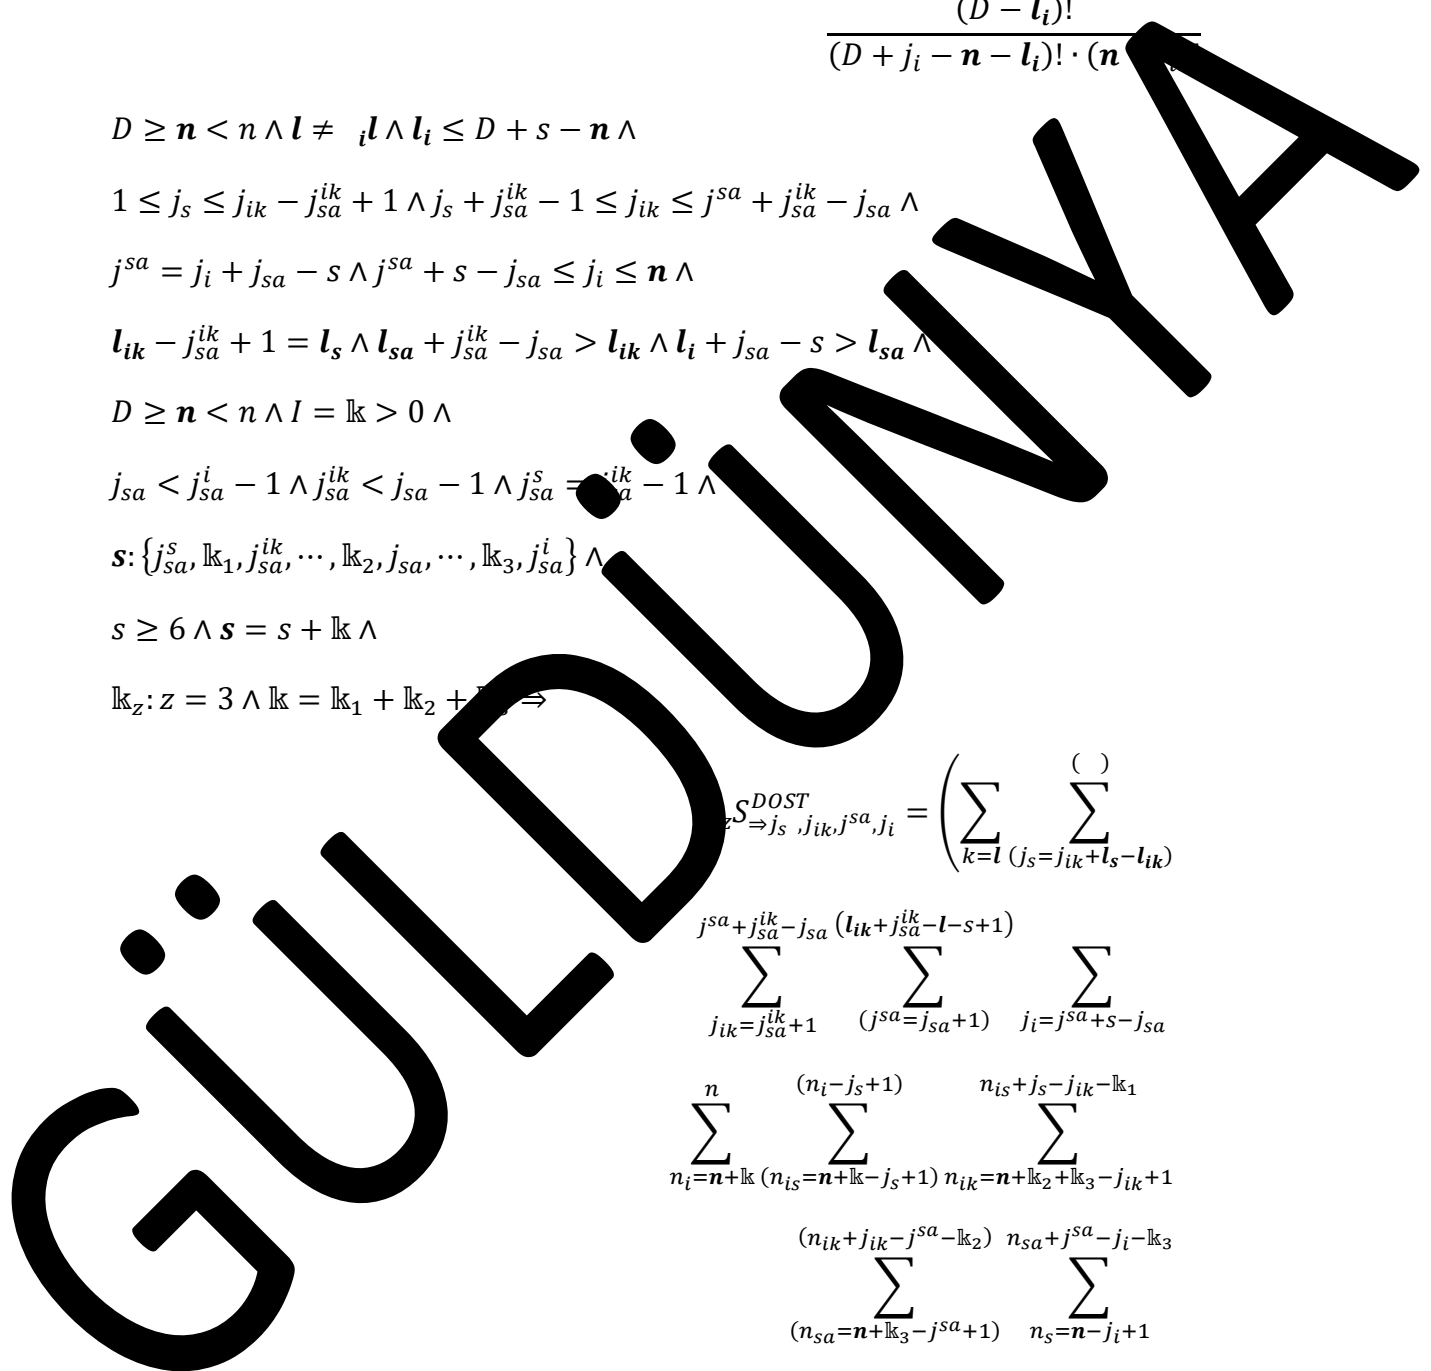 (D − l_i)!
(D + j_i − n − l_i)! · (n
D ≥ n < n ∧ l ≠ _il ∧ l_i ≤ D + s − n ∧
1 ≤ j_s ≤ j_ik − j_sa^ik + 1 ∧ j_s + j_sa^ik − 1 ≤ j_ik ≤ j^sa + j_sa^ik − j_sa ∧
j^sa = j_i + j_sa − s ∧ j^sa + s − j_sa ≤ j_i ≤ n ∧
l_ik − j_sa^ik + 1 = l_s ∧ l_sa + j_sa^ik − j_sa > l_ik ∧ l_i + j_sa − s > l_sa ∧
D ≥ n < n ∧ I = 𝕜 > 0 ∧
j_sa < j_sa^i − 1 ∧ j_sa^ik < j_sa − 1 ∧ j_sa^s = j_sa^ik − 1 ∧
s: {j_sa^s, 𝕜_1, j_sa^ik, ⋯, 𝕜_2, j_sa, ⋯, 𝕜_3, j_sa^i} ∧
s ≥ 6 ∧ s = s + 𝕜 ∧
𝕜_z: z = 3 ∧ 𝕜 = 𝕜_1 + 𝕜_2 + ⇒
( )
_zS_⇒j_s,j_ik,j^sa,j_i^DOST = ( ∑ ∑
k=l (j_s=j_ik+l_s−l_ik)
j^sa+j_sa^ik−j_sa (l_ik+j_sa^ik−l−s+1)
∑ ∑ ∑
j_ik=j_sa^ik+1 (j^sa=j_sa+1) j_i=j^sa+s−j_sa
n (n_i−j_s+1) n_is+j_s−j_ik−𝕜_1
∑ ∑ ∑
n_i=n+𝕜 (n_is=n+𝕜−j_s+1) n_ik=n+𝕜_2+𝕜_3−j_ik+1
(n_ik+j_ik−j^sa−𝕜_2) n_sa+j^sa−j_i−𝕜_3
∑ ∑
(n_sa=n+𝕜_3−j^sa+1) n_s=n−j_i+1
GÜLDÜNYA